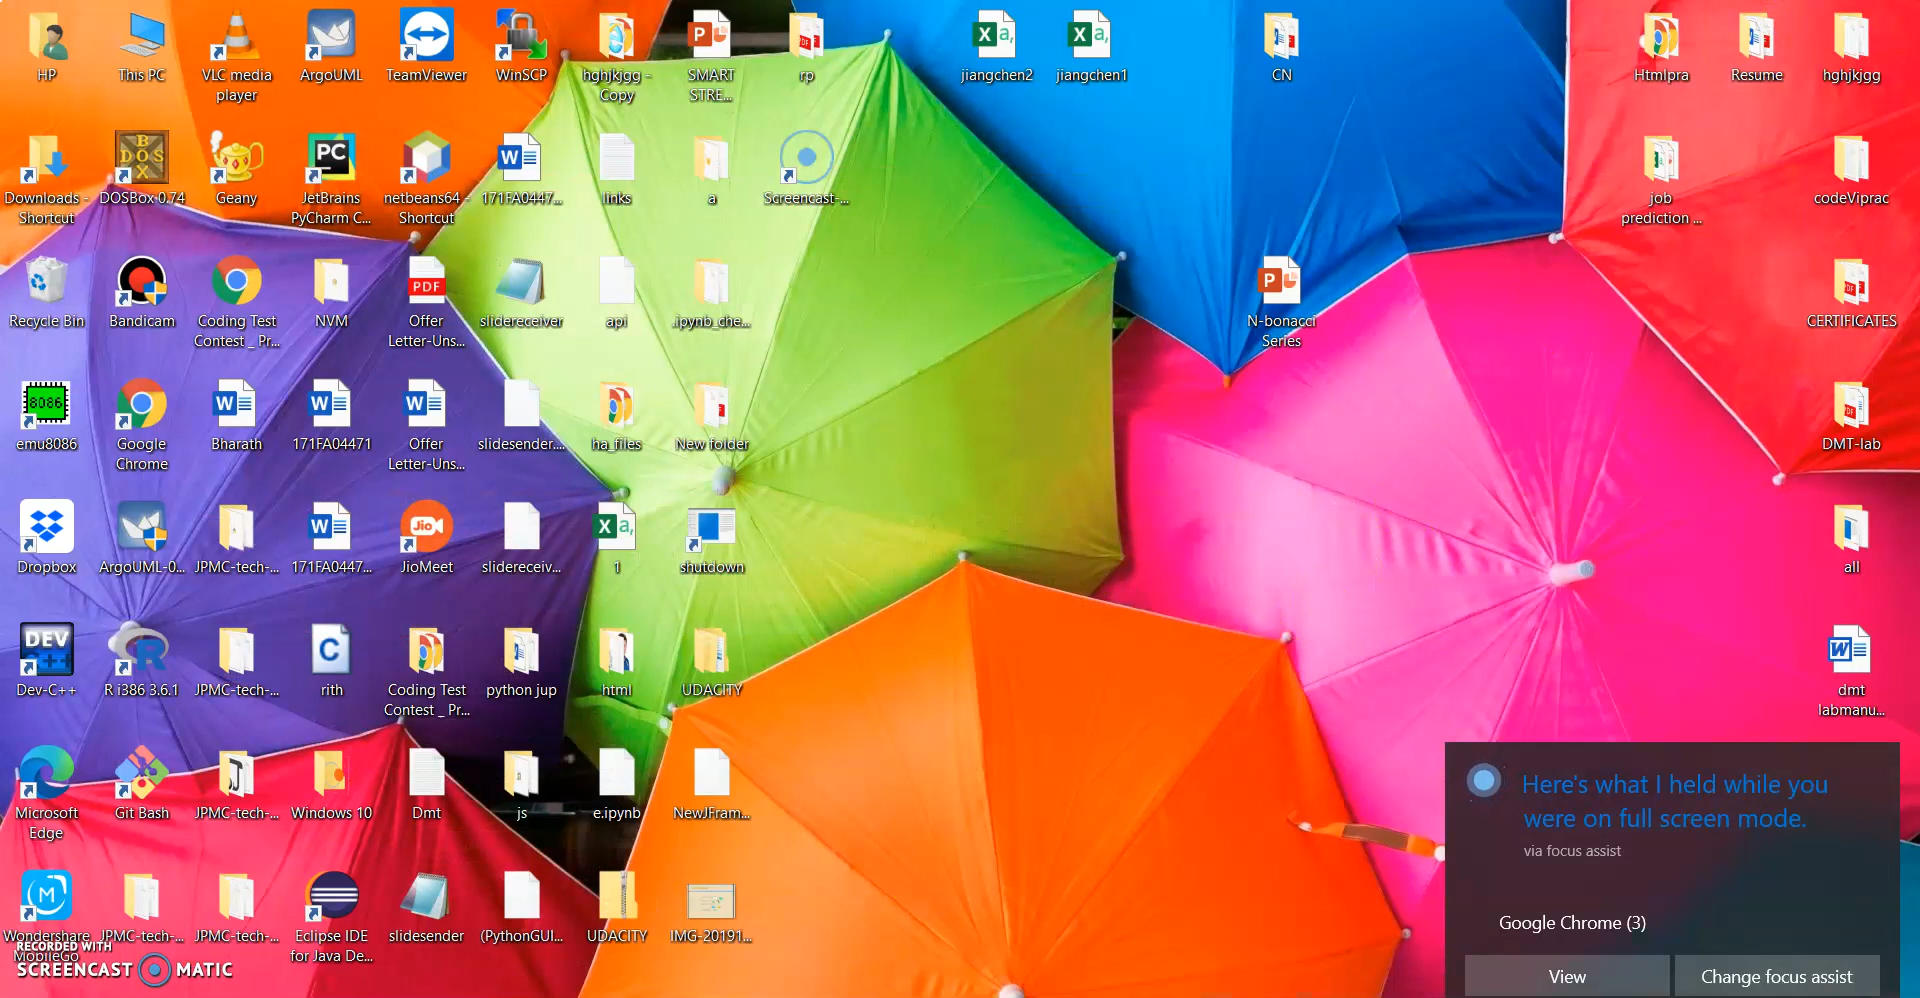 HP
This PC
VLC media
player
ArgoUML
TeamViewer
WinSCP
hghjkjgg -
Copy
SMART
STRE...
rp
jiangchen2
jiangchen1
CN
Htmlpra
Resume
hghjkjgg
Downloads -
Shortcut
DOSBox 0.74
Geany
JetBrains
PyCharm C...
netbeans64 -
Shortcut
171FA0447...
links
a
Screencast-...
job
prediction ...
codeViprac
Recycle Bin
Bandicam
Coding Test
Contest _ Pr...
NVM
PDF
Offer
Letter-Uns...
slidereceiver
api
.ipynb_che...
N-bonacci
Series
CERTIFICATES
8086
emu8086
Google
Chrome
Bharath
171FA04471
Offer
Letter-Uns...
slidesender....
ha_files
New folder
DMT-lab
Dropbox
ArgoUML-0...
JPMC-tech-...
171FA0447...
Jio
JioMeet
slidereceiv...
1
shutdown
all
DEV
C++
Dev-C++
R i386 3.6.1
JPMC-tech-...
rith
Coding Test
Contest _ Pr...
python jup
html
UDACITY
dmt
labmanu...
Microsoft
Edge
Git Bash
JPMC-tech-...
Windows 10
Dmt
js
e.ipynb
NewJFram...
Here's what I held while you
were on full screen mode.
via focus assist
Wondershare
MobileGo
JPMC-tech-...
JPMC-tech-...
Eclipse IDE
for Java De...
slidesender
(PythonGUI...
UDACITY
IMG-20191...
Google Chrome (3)
View
Change focus assist
RECORDED WITH
SCREENCAST MATIC